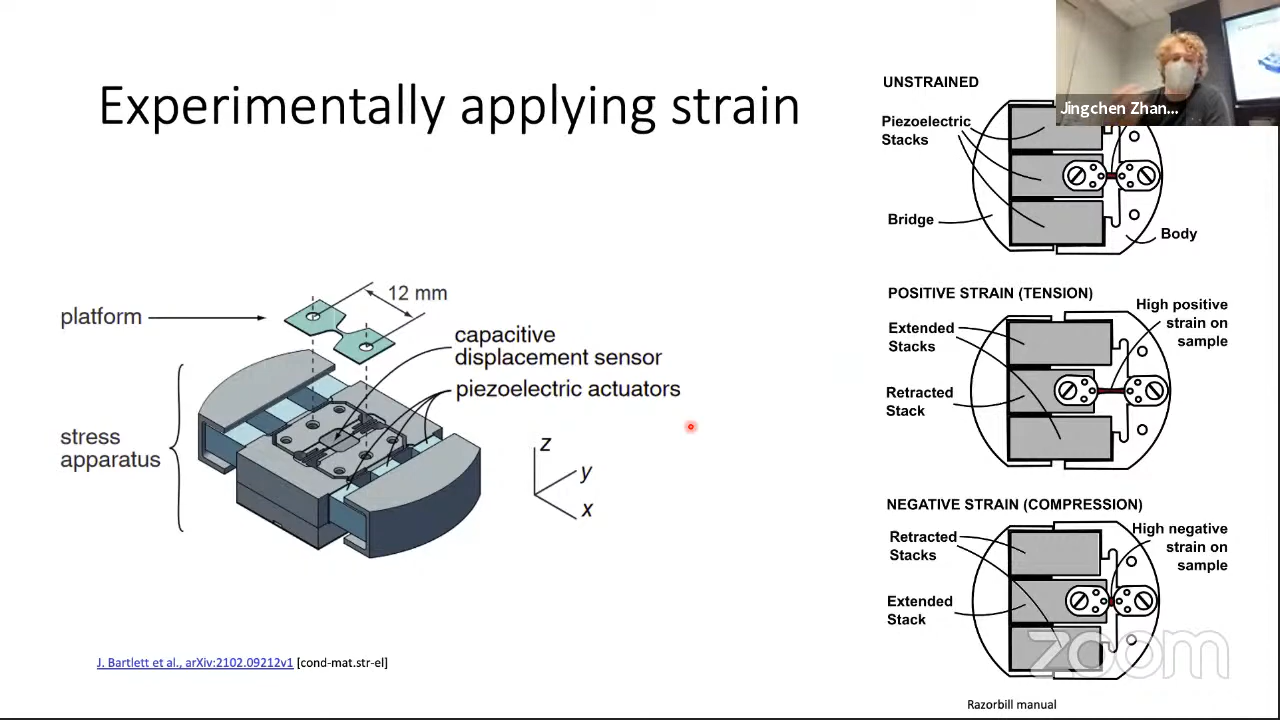 Experimentally applying strain
platform
12 mm
capacitive
displacement sensor
piezoelectric actuators
stress
apparatus
z
y
x
J. Bartlett et al., arXiv:2102.09212v1 [cond-mat.str-el]
UNSTRAINED
Piezoelectric
Stacks
Bridge
Body
POSITIVE STRAIN (TENSION)
High positive
strain on
sample
Extended
Stacks
Retracted
Stack
NEGATIVE STRAIN (COMPRESSION)
High negative
strain on
sample
Retracted
Stacks
Extended
Stack
Razorbill manual
Jingchen Zhan...
zoom